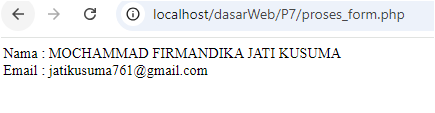 localhost/dasarWeb/P7/proses_form.php
Nama : MOCHAMMAD FIRMANDIKA JATI KUSUMA
Email : jatikusuma761@gmail.com